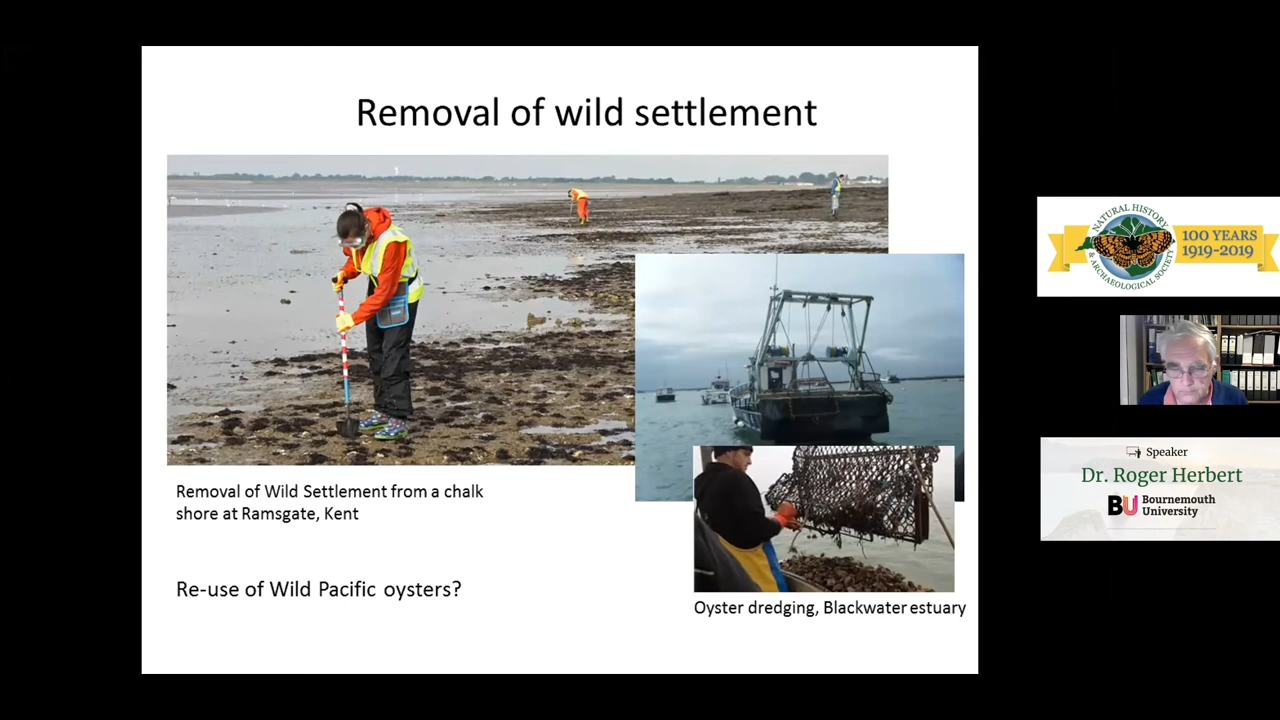 Removal of wild settlement
Removal of Wild Settlement from a chalk
shore at Ramsgate, Kent
Re-use of Wild Pacific oysters?
Oyster dredging, Blackwater estuary
NATURAL HISTORY
& ARCHAEOLOGICAL SOCIETY
100 YEARS
1919-2019
Speaker
Dr. Roger Herbert
BU Bournemouth
University